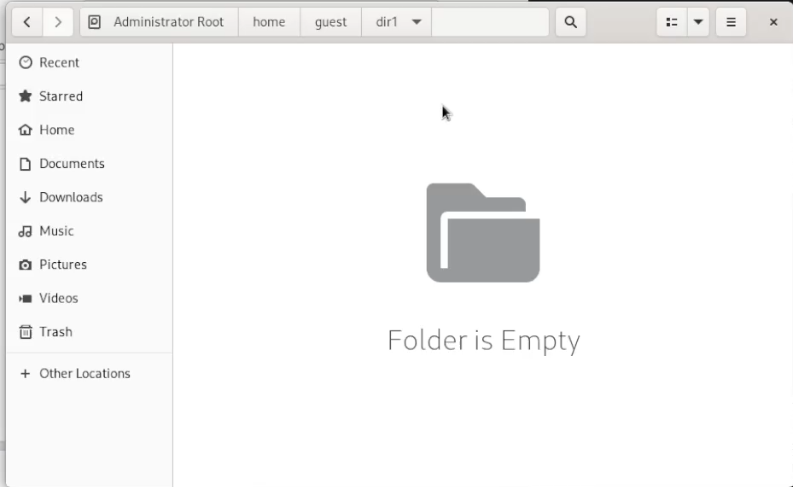 Administrator Root home guest dir1
Recent
Starred
Home
Documents
Downloads
Music
Pictures
Videos
Trash
+ Other Locations
Folder is Empty